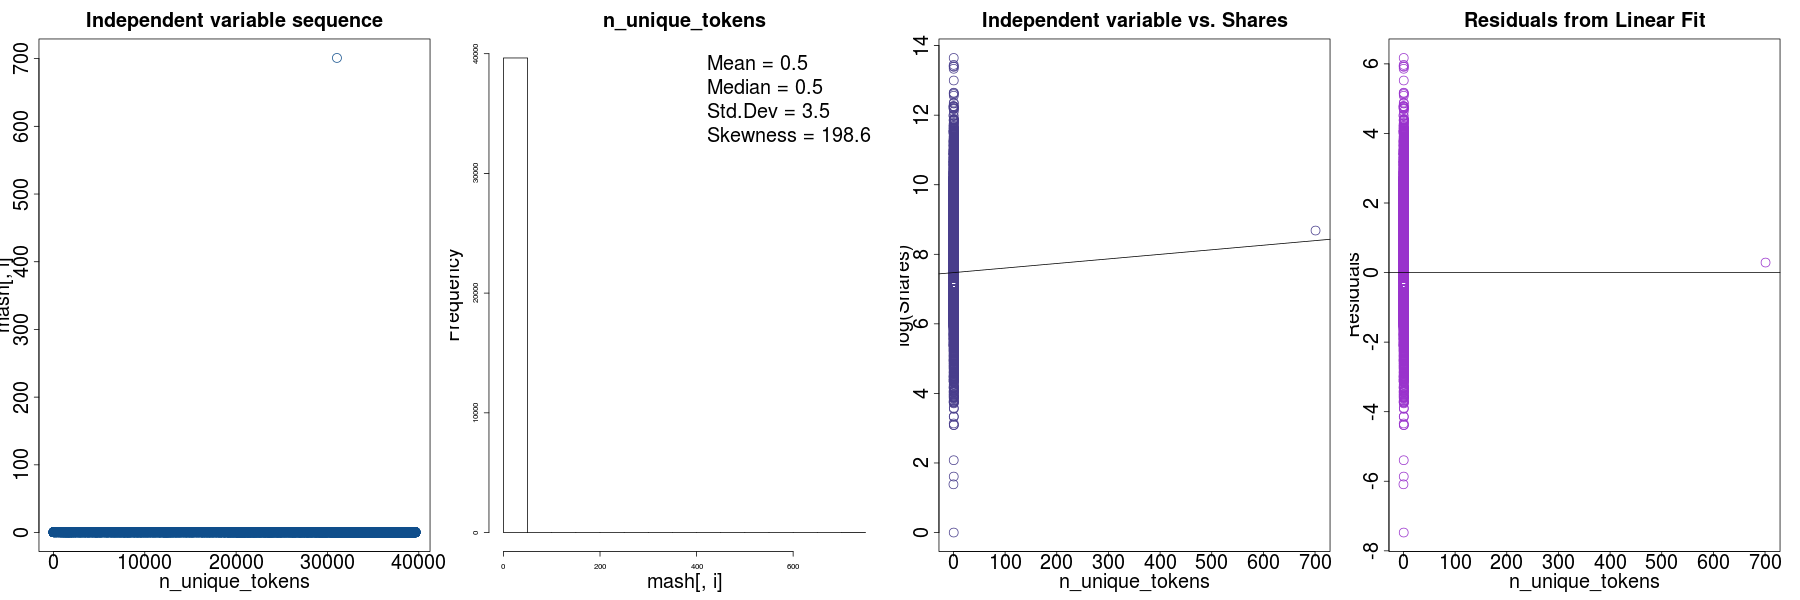 Independent variable sequence
700
600
500
400
300
200
100
0
mash[, i]
0 10000 20000 30000 40000
n_unique_tokens
n_unique_tokens
Mean = 0.5
Median = 0.5
Std.Dev = 3.5
Skewness = 198.6
40000
30000
20000
10000
0
Frequency
0 200 400 600
mash[, i]
Independent variable vs. Shares
14
12
10
8
6
4
2
0
log(Shares)
0 100 200 300 400 500 600 700
n_unique_tokens
Residuals from Linear Fit
6
4
2
0
-2
-4
-6
-8
Residuals
0 100 200 300 400 500 600 700
n_unique_tokens